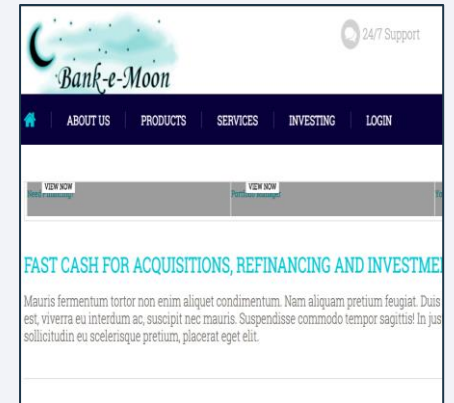 Bank-e-Moon
24/7 Support
ABOUT US PRODUCTS SERVICES INVESTING LOGIN
VIEW NOW VIEW NOW
FAST CASH FOR ACQUISITIONS, REFINANCING AND INVESTME
Mauris fermentum tortor non enim aliquet condimentum. Nam aliquam pretium feugiat. Duis
est, viverra eu interdum ac, suscipit nec mauris. Suspendisse commodo tempor sagittis! In jus
sollicitudin eu scelerisque pretium, placerat eget elit.